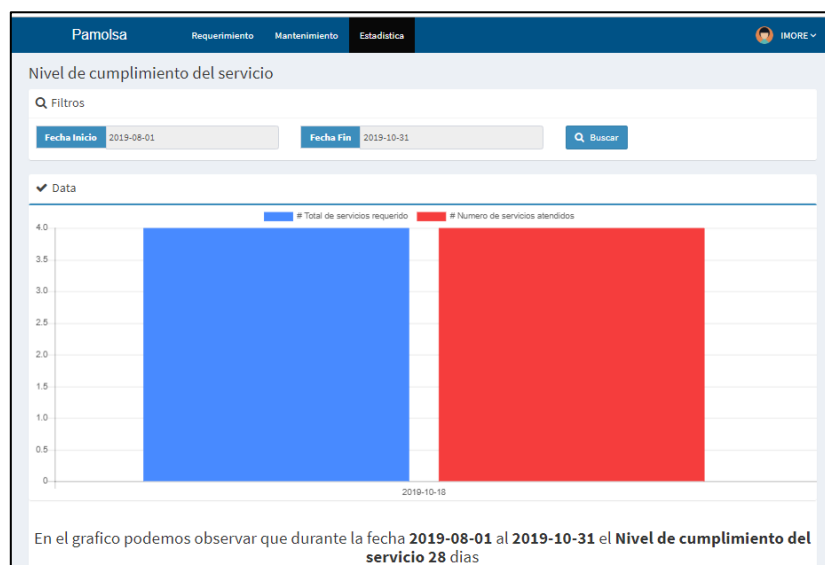 Pamolsa Requerimiento Mantenimiento Estadística IMORE
Nivel de cumplimiento del servicio
Filtros
Fecha Inicio 2019-08-01 Fecha Fin 2019-10-31 Buscar
Data
# Total de servicios requerido # Numero de servicios atendidos
4.0
3.5
3.0
2.5
2.0
1.5
1.0
0.5
0
2019-10-18
En el grafico podemos observar que durante la fecha 2019-08-01 al 2019-10-31 el Nivel de cumplimiento del
servicio 28 dias